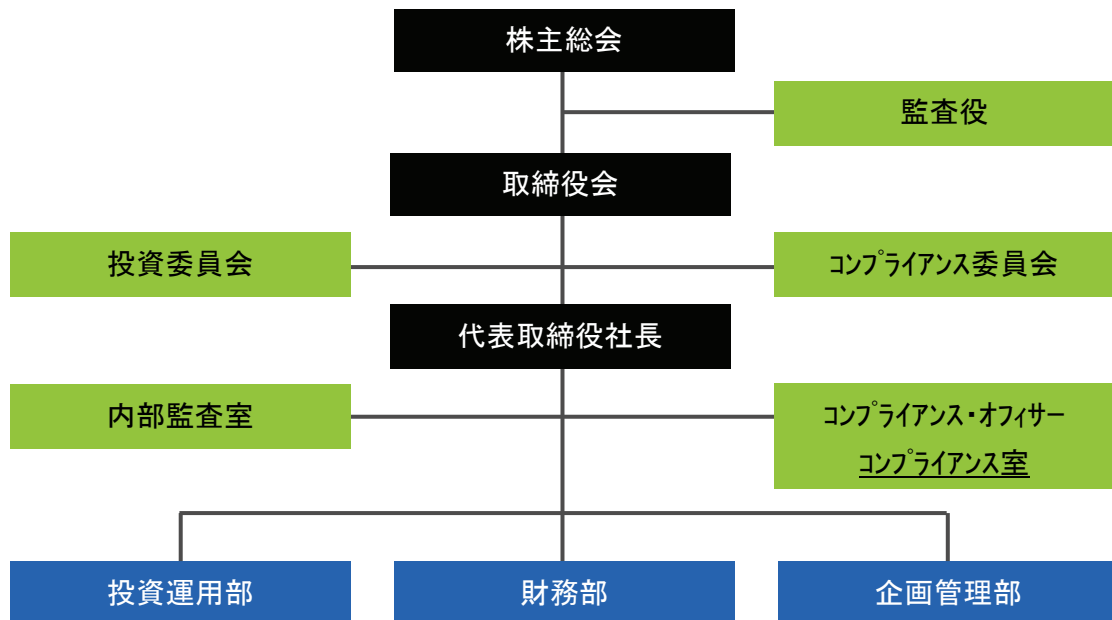 株主総会
監査役
取締役会
投資委員会
コンプライアンス委員会
代表取締役社長
内部監査室
コンプライアンス・オフィサー
コンプライアンス室
投資運用部
財務部
企画管理部